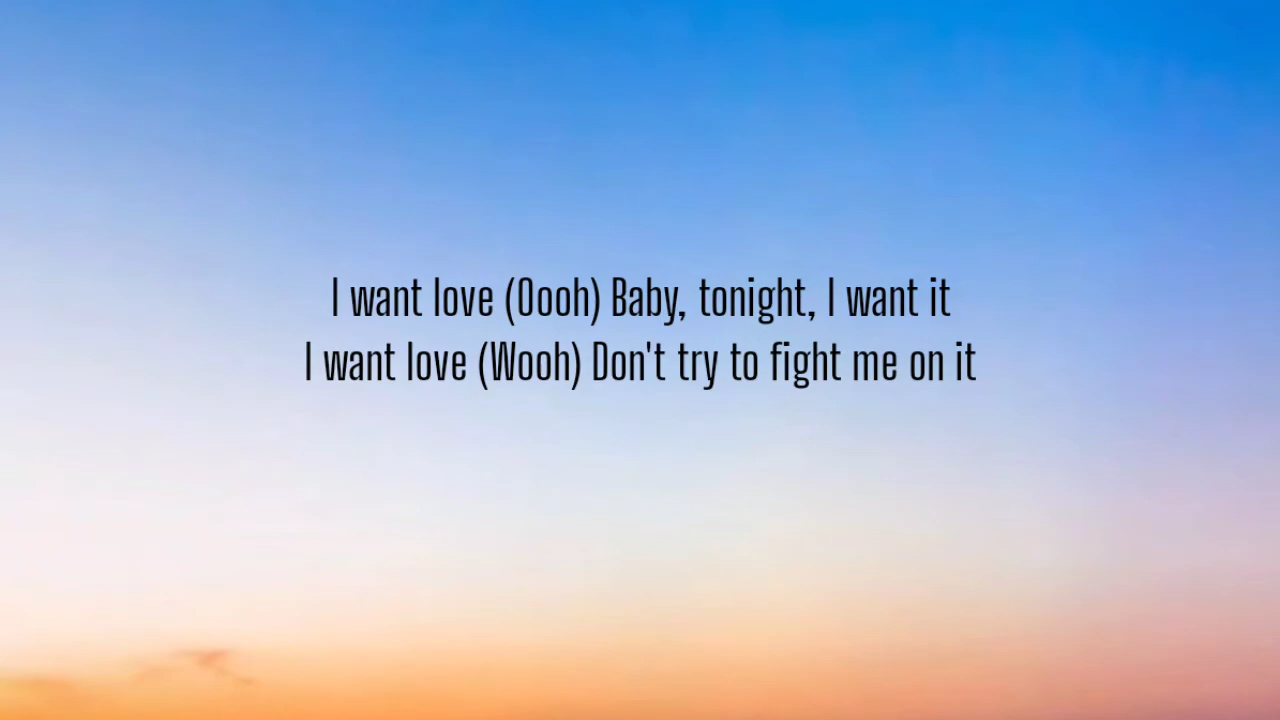 I want love (Oooh) Baby, tonight, I want it
I want love (Wooh) Don't try to fight me on it